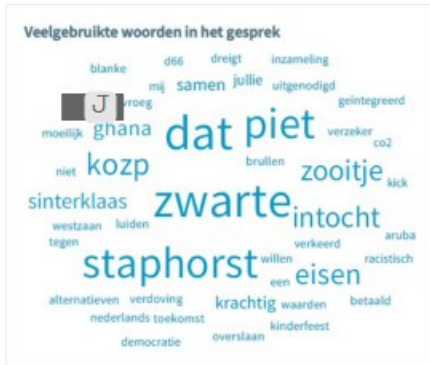 Veelgebruikte woorden in het gesprek
d66 dreigt inzameling
blanke
mij samen jullie uitgenodigd
J vroeg geïntegreerd
moeilijk ghana dat piet verzeker
co2
niet kozp brullen zooitje kick
sinterklaas zwarte intocht
westzaan luiden aruba
tegen verkeerd
staphorst willen racistisch
een eisen
alternatieven verdoving krachtig waarden betaald
nederlands toekomst kinderfeest
democratie overslaan